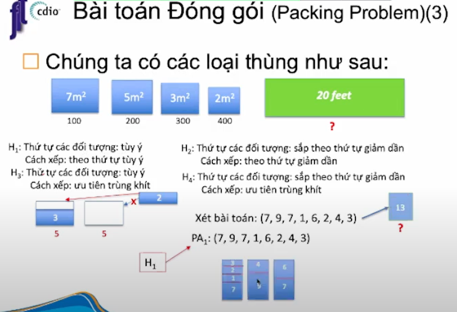 cdio
Bài toán Đóng gói (Packing Problem)(3)
Chúng ta có các loại thùng như sau:
7m² 5m² 3m² 2m² 20 feet
100 200 300 400 ?
H₁: Thứ tự các đối tượng: tùy ý
Cách xếp: theo thứ tự tùy ý
H₂: Thứ tự các đối tượng: sắp theo thứ tự giảm dần
Cách xếp: theo thứ tự giảm dần
H₃: Thứ tự các đối tượng: tùy ý
Cách xếp: ưu tiên trùng khít
H₄: Thứ tự các đối tượng: sắp theo thứ tự giảm dần
Cách xếp: ưu tiên trùng khít
x 2
3
5 5
Xét bài toán: (7, 9, 7, 1, 6, 2, 4, 3)
13
?
PA₁: (7, 9, 7, 1, 6, 2, 4, 3)
H₁
3 4 6
2
1
7 9 7